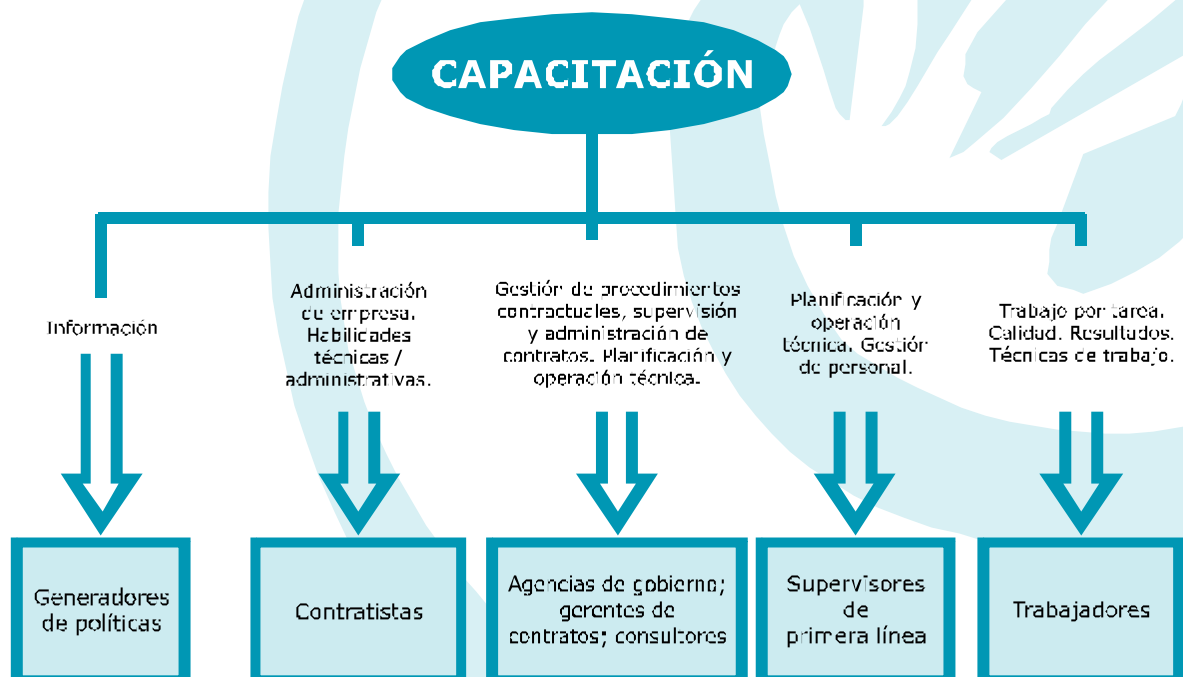 CAPACITACIÓN
Información
Administración
de empresa.
Habilidades
técnicas /
administrativas.
Gestión de procedimientos
contractuales, supervisión
y administración de
contratos. Planificación y
operación técnica.
Planificación y
operación
técnica. Gestión
de personal.
Trabajo por tarea.
Calidad. Resultados.
Técnicas de trabajo.
Generadores
de políticas
Contratistas
Agencias de gobierno;
gerentes de
contratos; consultores
Supervisores
de
primera línea
Trabajadores